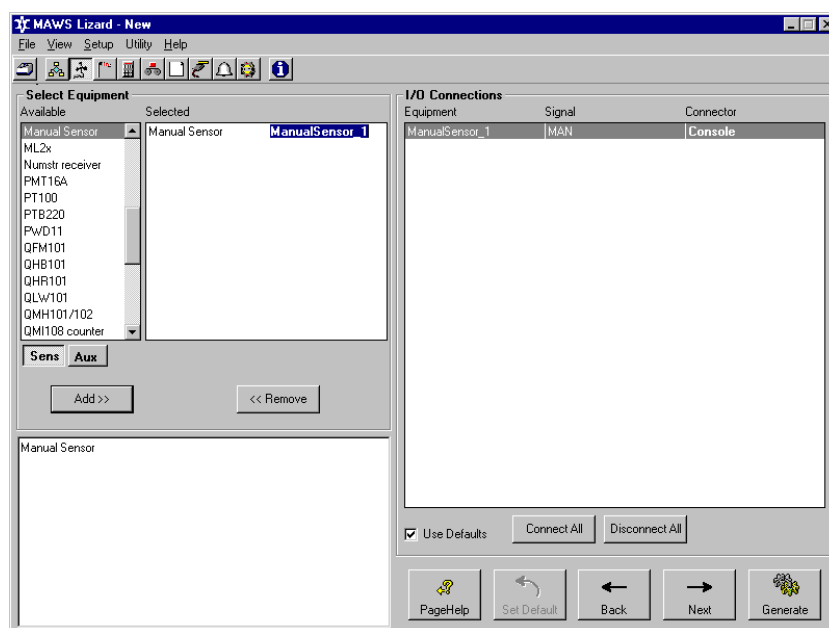 MAWS Lizard - New
File View Setup Utility Help
Select Equipment
Available Selected
Manual Sensor
ML2x
Numstr receiver
PMT16A
PT100
PTB220
PWD11
QFM101
QHB101
QHR101
QLW101
QMH101/102
QMI108 counter
Manual Sensor ManualSensor_1
Sens Aux
Add >> << Remove
Manual Sensor
I/O Connections
Equipment Signal Connector
ManualSensor_1 MAN Console
Use Defaults Connect All Disconnect All
PageHelp Set Default Back Next Generate